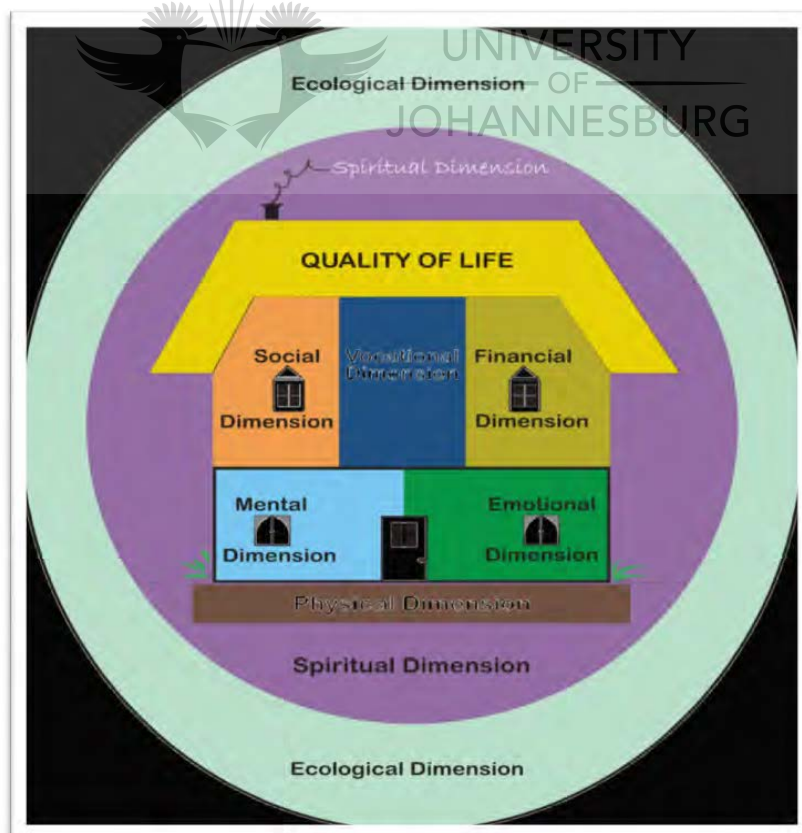 UNIVERSITY
OF
JOHANNESBURG
Ecological Dimension
Spiritual Dimension
QUALITY OF LIFE
Social
Dimension
Vocational
Dimension
Financial
Dimension
Mental
Dimension
Emotional
Dimension
Physical Dimension
Spiritual Dimension
Ecological Dimension